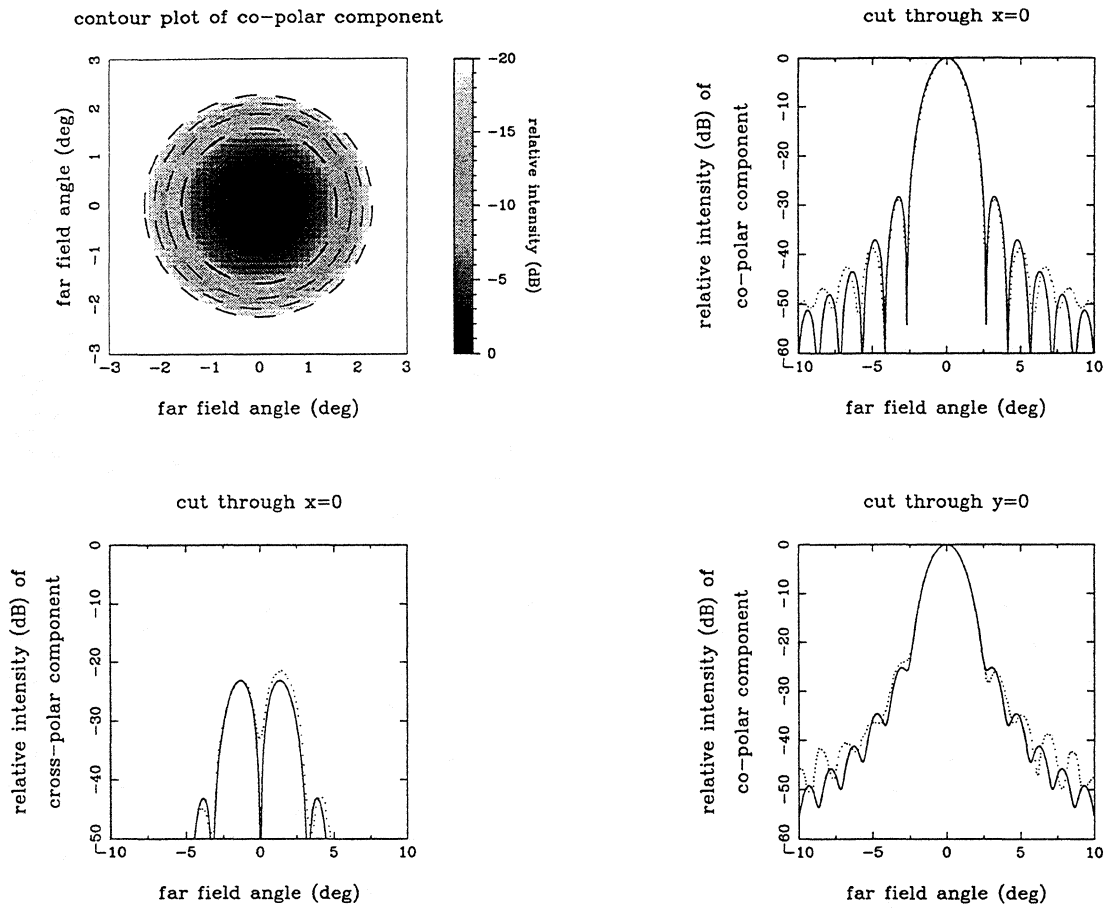 contour plot of co-polar component
far field angle (deg)
3
2
1
0
-1
-2
-3
-3 -2 -1 0 1 2 3
far field angle (deg)
-20
-15
-10
-5
0
relative intensity (dB)
cut through x=0
relative intensity (dB) of
co-polar component
0
-10
-20
-30
-40
-50
-60
-10 -5 0 5 10
far field angle (deg)
cut through x=0
relative intensity (dB) of
cross-polar component
0
-10
-20
-30
-40
-50
-10 -5 0 5 10
far field angle (deg)
cut through y=0
relative intensity (dB) of
co-polar component
0
-10
-20
-30
-40
-50
-60
-10 -5 0 5 10
far field angle (deg)